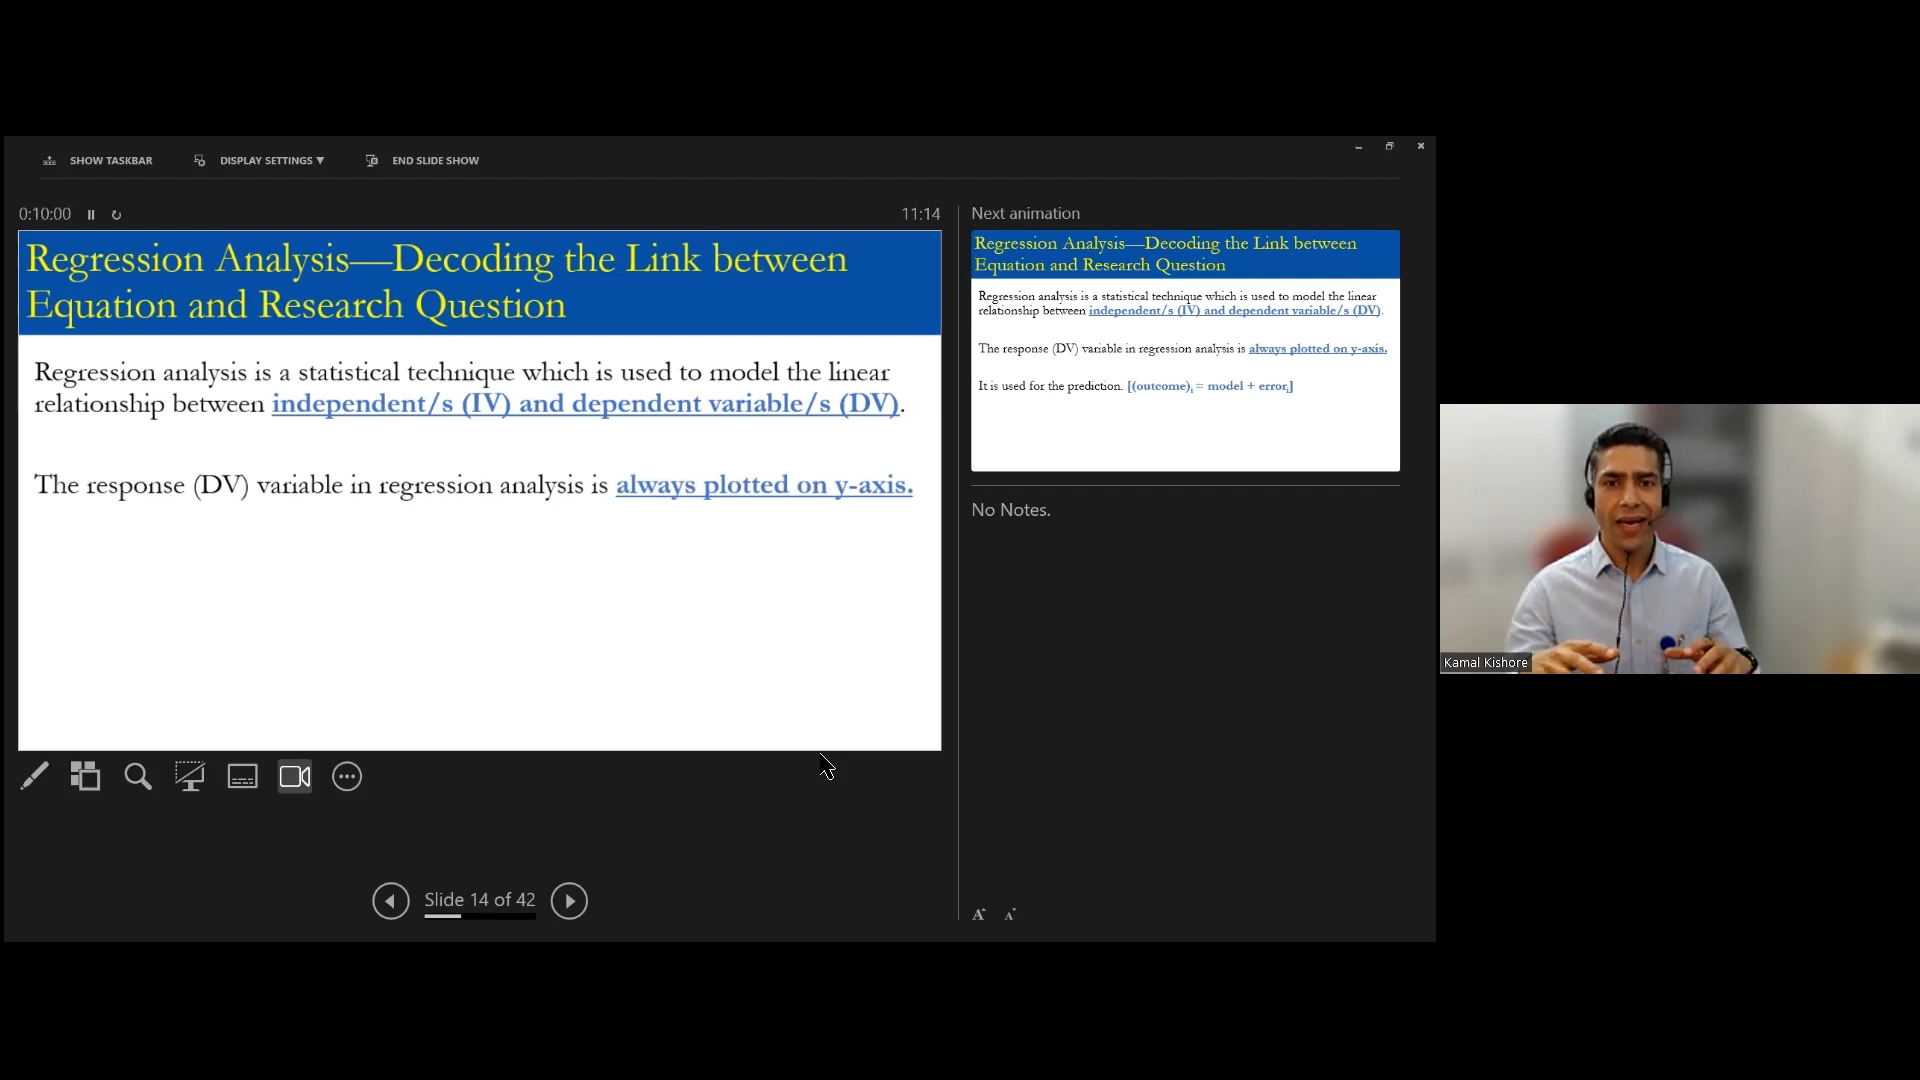 SHOW TASKBAR
DISPLAY SETTINGS ▼
END SLIDE SHOW
0:10:00
11:14
Regression Analysis—Decoding the Link between
Equation and Research Question
Regression analysis is a statistical technique which is used to model the linear
relationship between independent/s (IV) and dependent variable/s (DV).
The response (DV) variable in regression analysis is always plotted on y-axis.
Slide 14 of 42
Next animation
Regression Analysis—Decoding the Link between
Equation and Research Question
Regression analysis is a statistical technique which is used to model the linear
relationship between independent/s (IV) and dependent variable/s (DV).
The response (DV) variable in regression analysis is always plotted on y-axis.
It is used for the prediction. [(outcome)i = model + errori]
No Notes.
A A
Kamal Kishore